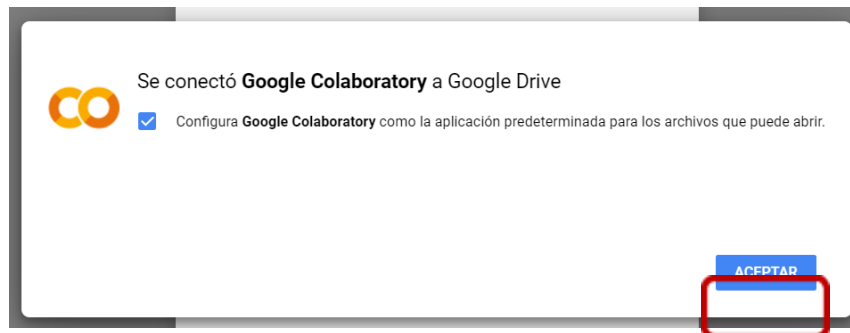 Se conectó Google Colaboratory a Google Drive
Configura Google Colaboratory como la aplicación predeterminada para los archivos que puede abrir.
ACEPTAR